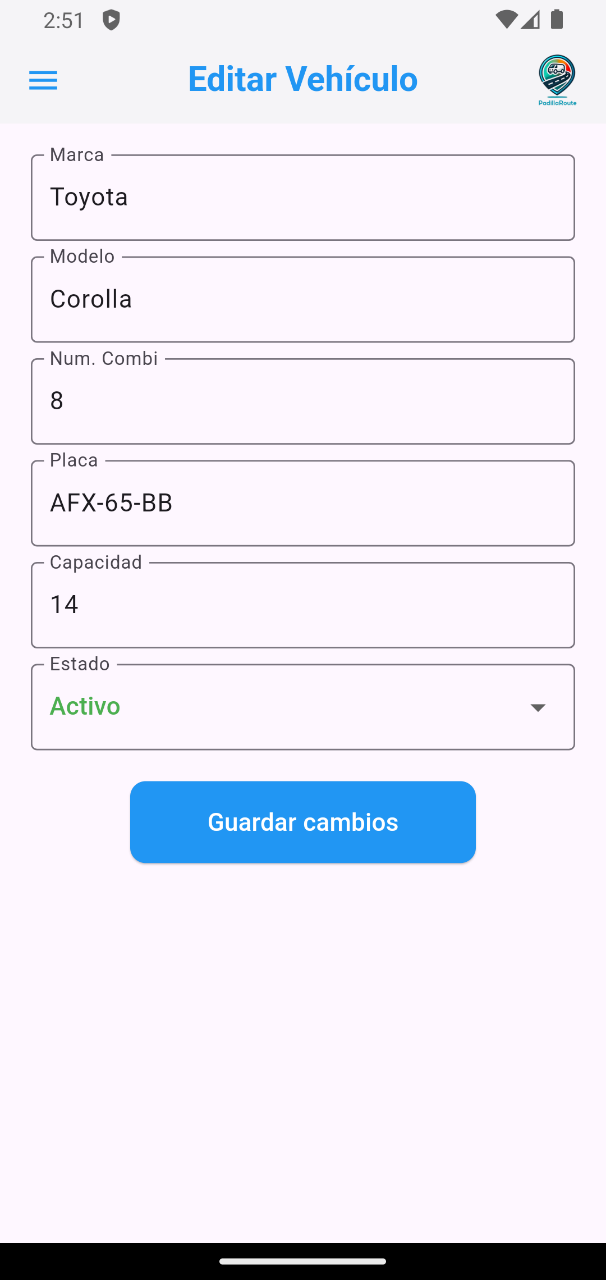 2:51
Editar Vehículo
PadillaRoute
Marca
Toyota
Modelo
Corolla
Num. Combi
8
Placa
AFX-65-BB
Capacidad
14
Estado
Activo
Guardar cambios